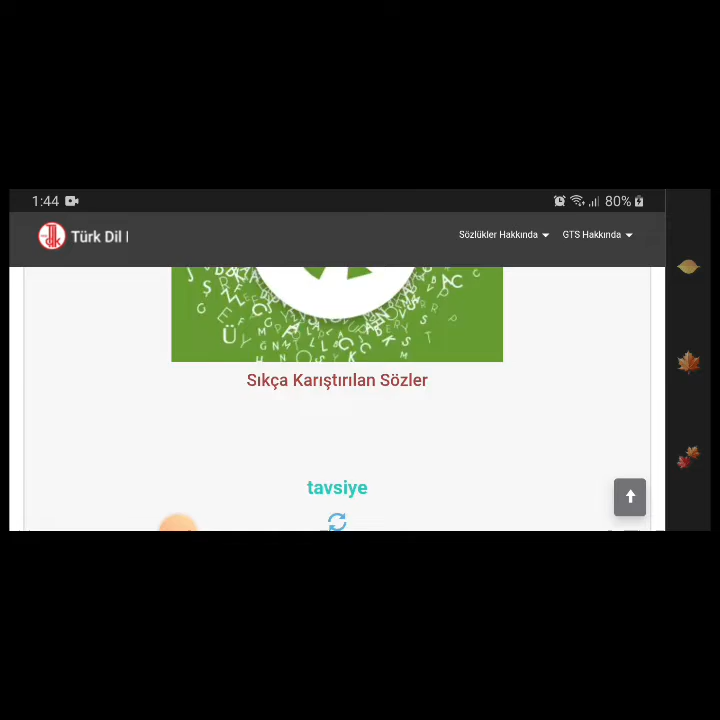 1:44 80%
Türk Dil Sözlükler Hakkında GTS Hakkında
Ü
Sıkça Karıştırılan Sözler
tavsiye